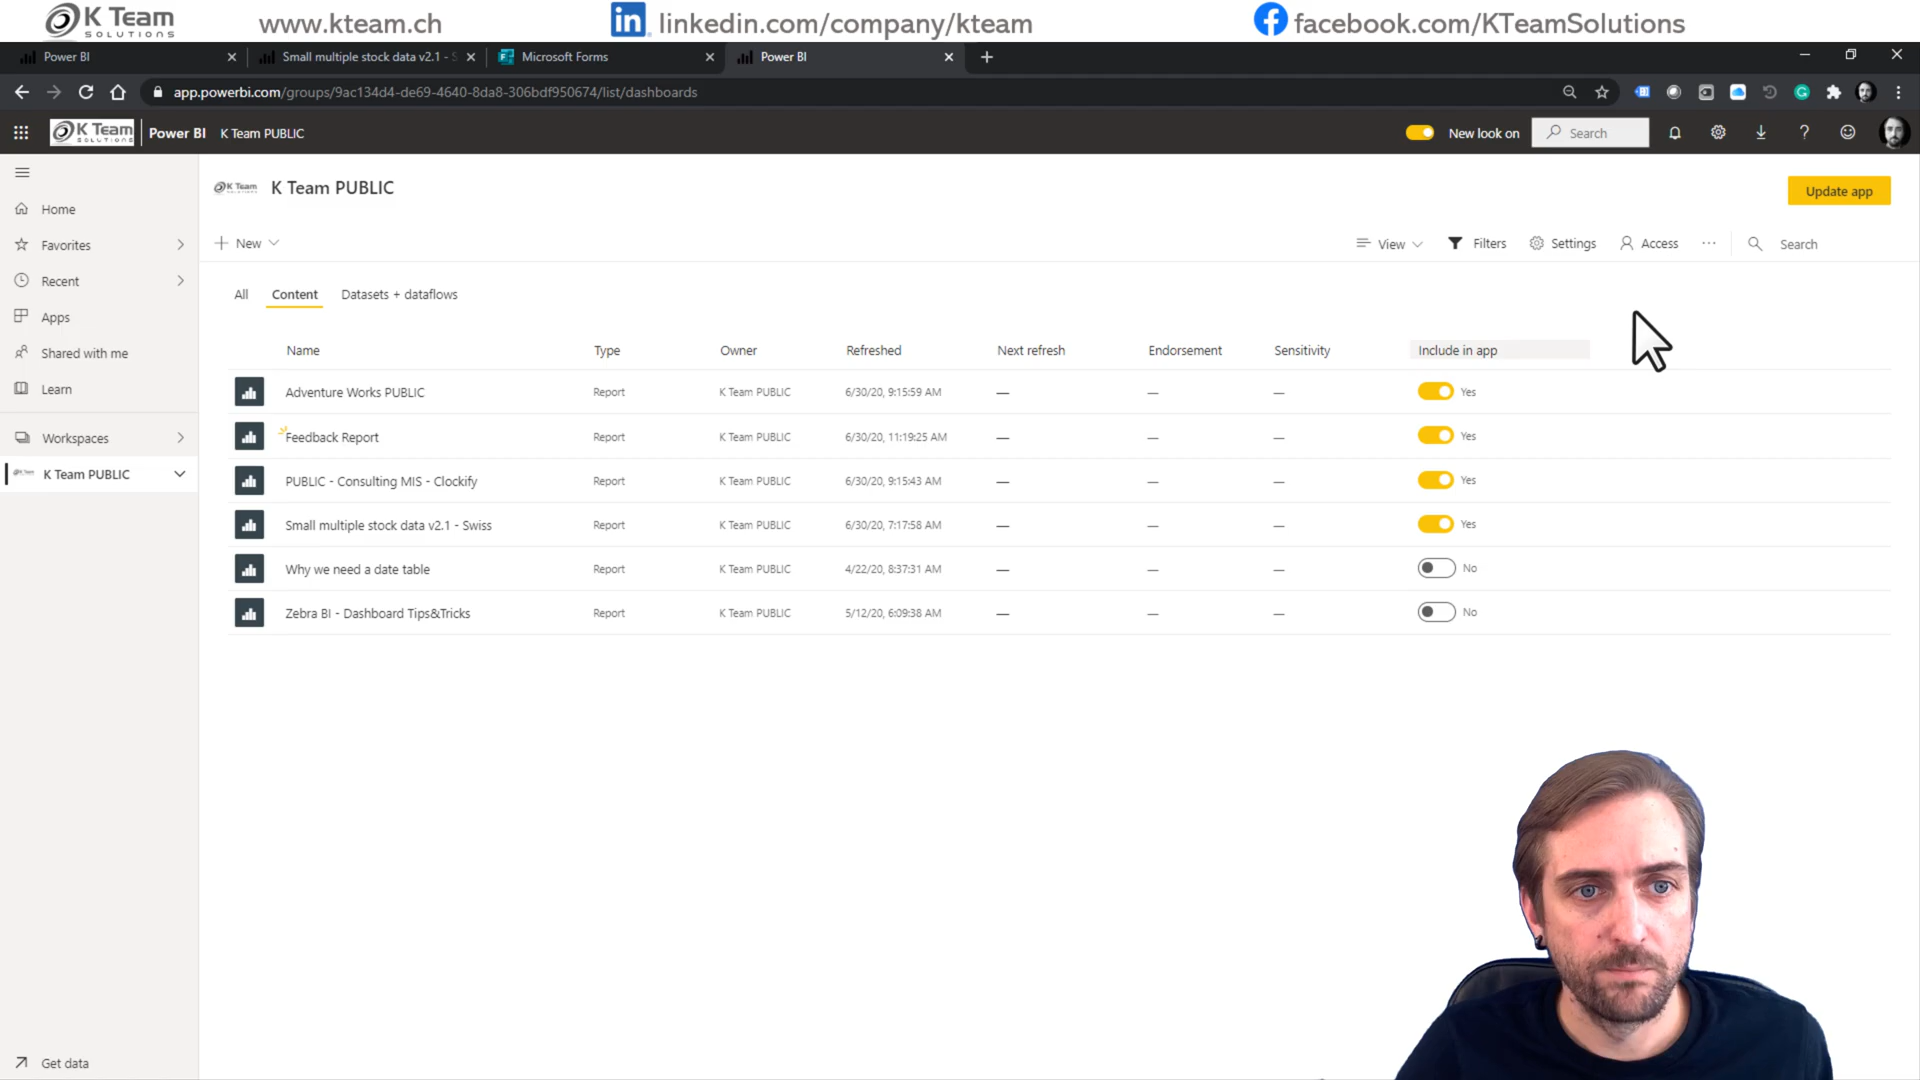 K Team
SOLUTIONS
www.kteam.ch
in linkedin.com/company/kteam
facebook.com/KTeamSolutions
Power BI
Small multiple stock data v2.1 - S
Microsoft Forms
Power BI
app.powerbi.com/groups/9ac134d4-de69-4640-8da8-306bdf950674/list/dashboards
K Team
SOLUTIONS
Power BI K Team PUBLIC
New look on
Search
K Team PUBLIC
Update app
Home
Favorites
Recent
Apps
Shared with me
Learn
Workspaces
K Team PUBLIC
Get data
New
View
Filters
Settings
Access
Search
All Content Datasets + dataflows
Name Type Owner Refreshed Next refresh Endorsement Sensitivity Include in app
Adventure Works PUBLIC Report K Team PUBLIC 6/30/20, 9:15:59 AM — — — Yes
Feedback Report Report K Team PUBLIC 6/30/20, 11:19:25 AM — — — Yes
PUBLIC - Consulting MIS - Clockify Report K Team PUBLIC 6/30/20, 9:15:43 AM — — — Yes
Small multiple stock data v2.1 - Swiss Report K Team PUBLIC 6/30/20, 7:17:58 AM — — — Yes
Why we need a date table Report K Team PUBLIC 4/22/20, 8:37:31 AM — — — No
Zebra BI - Dashboard Tips&Tricks Report K Team PUBLIC 5/12/20, 6:09:38 AM — — — No